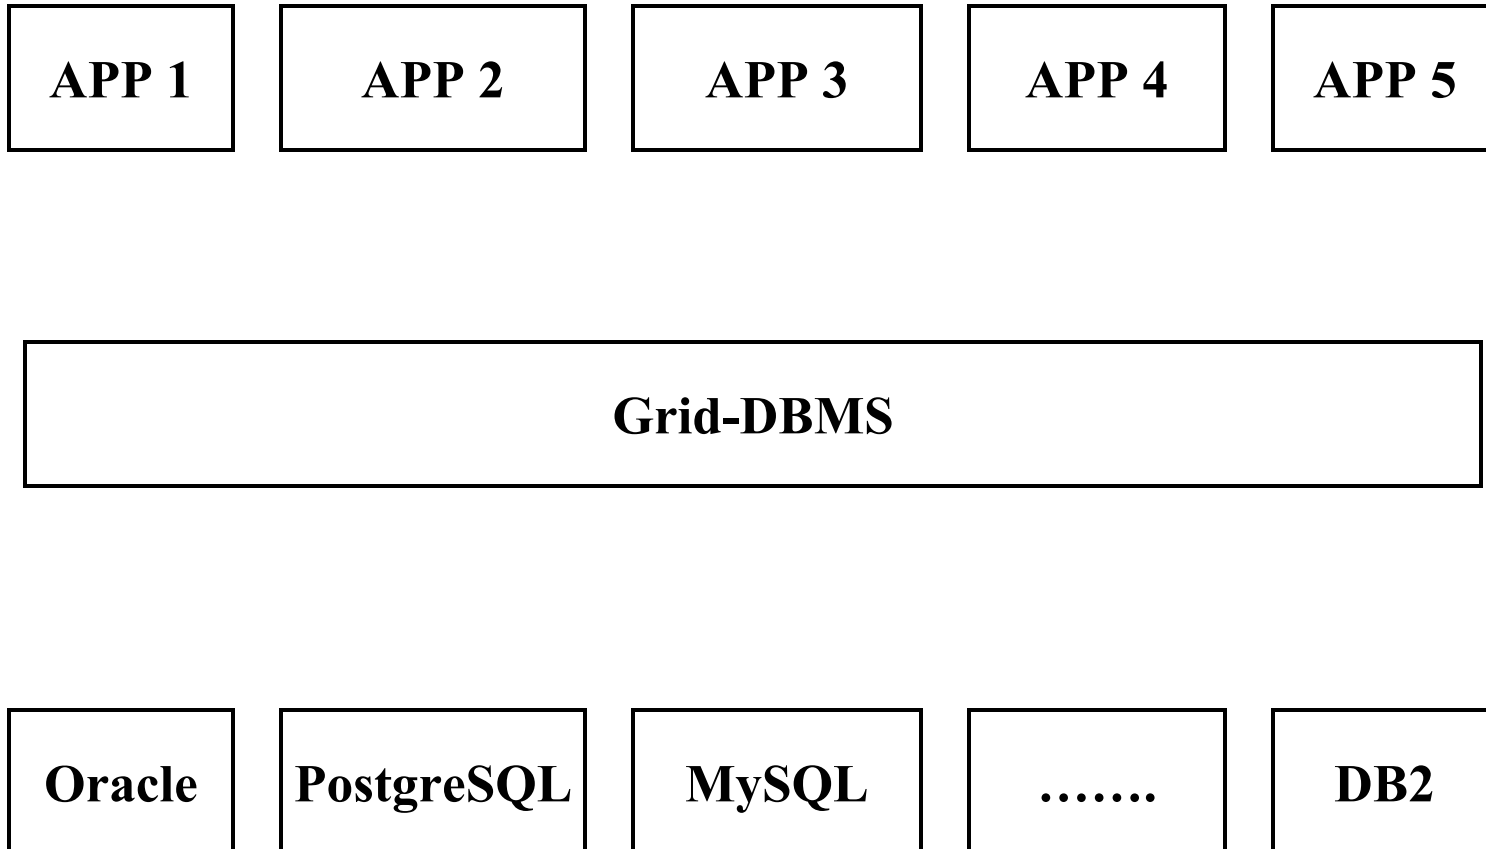 APP 1
APP 2
APP 3
APP 4
APP 5
Grid-DBMS
Oracle
PostgreSQL
MySQL
…….
DB2